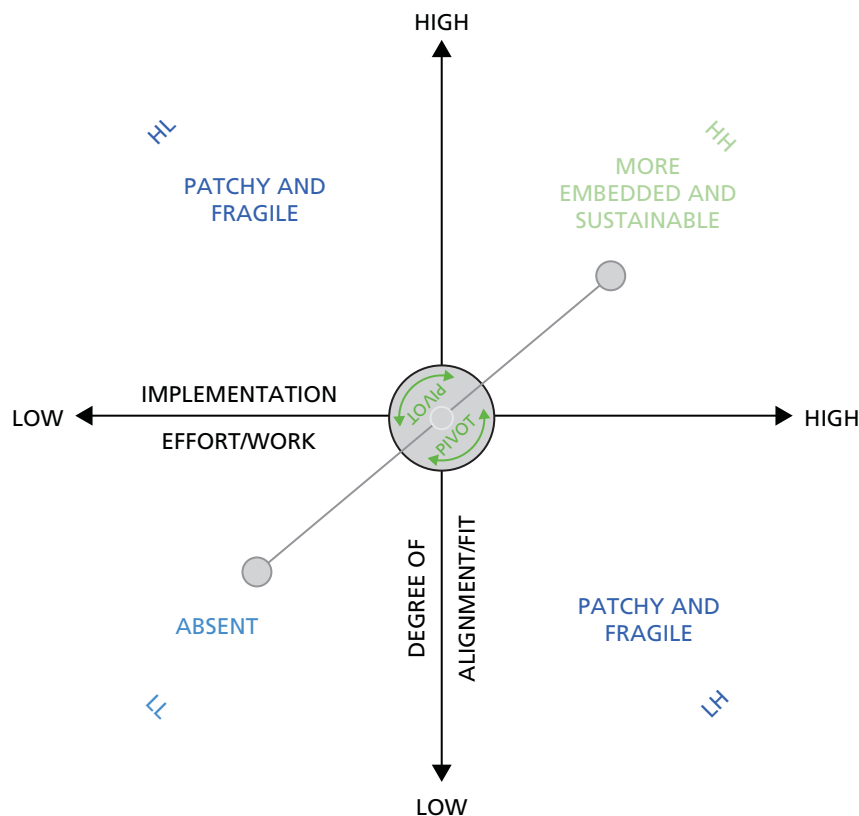 HIGH
HL
HH
PATCHY AND
FRAGILE
MORE
EMBEDDED AND
SUSTAINABLE
PIVOT
PIVOT
IMPLEMENTATION
EFFORT/WORK
LOW
HIGH
DEGREE OF
ALIGNMENT/FIT
ABSENT
PATCHY AND
FRAGILE
LL
LH
LOW